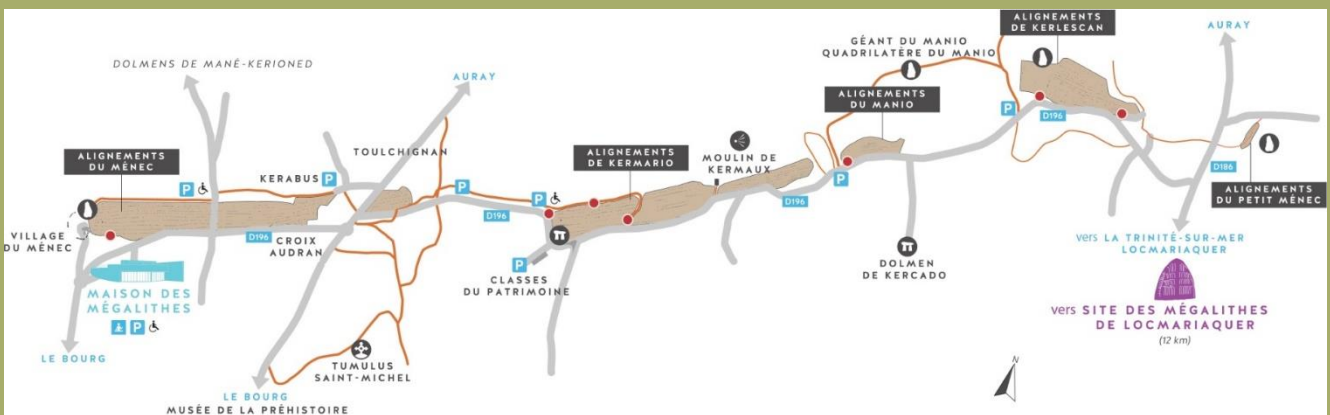 ALIGNEMENTS
DE KERLESCAN
AURAY
GÉANT DU MANIO
QUADRILATÈRE DU MANIO
DOLMENS DE MANÉ-KERIONED
AURAY
ALIGNEMENTS
DU MANIO
P
D196
TOULCHIGNAN
ALIGNEMENTS
DU MÉNEC
ALIGNEMENTS
DE KERMARIO
MOULIN DE
KERMAUX
D186
KERABUS
P
P
P
P
P
ALIGNEMENTS
DU PETIT MÉNEC
D196
D196
VILLAGE
DU MÉNEC
D196
CROIX
AUDRAN
vers LA TRINITÉ-SUR-MER
LOCMARIAQUER
P
CLASSES
DU PATRIMOINE
DOLMEN
DE KERCADO
MAISON DES
MÉGALITHES
P
vers SITE DES MÉGALITHES
DE LOCMARIAQUER
(12 km)
LE BOURG
TUMULUS
SAINT-MICHEL
N
LE BOURG
MUSÉE DE LA PRÉHISTOIRE